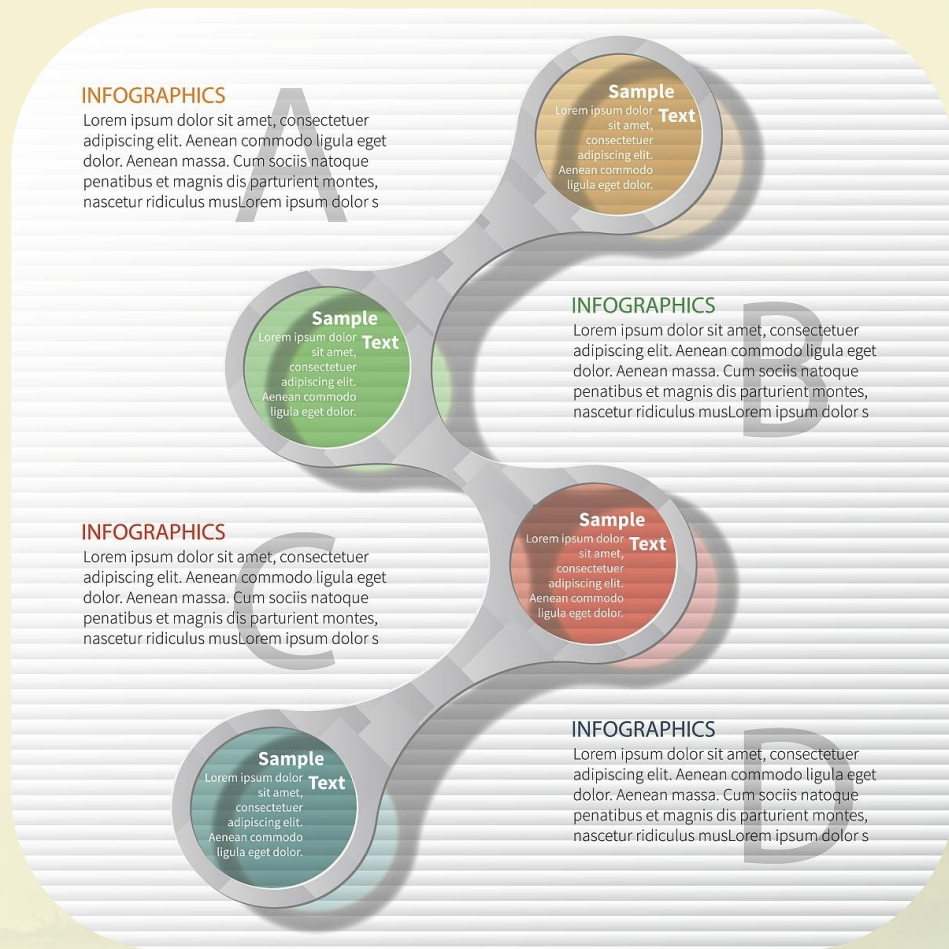 INFOGRAPHICS
A
Lorem ipsum dolor sit amet, consectetuer
adipiscing elit. Aenean commodo ligula eget
dolor. Aenean massa. Cum sociis natoque
penatibus et magnis dis parturient montes,
nascetur ridiculus musLorem ipsum dolor s
Sample
Text
Lorem ipsum dolor
sit amet,
consectetuer
adipiscing elit.
Aenean commodo
ligula eget dolor.
Sample
Text
Lorem ipsum dolor
sit amet,
consectetuer
adipiscing elit.
Aenean commodo
ligula eget dolor.
INFOGRAPHICS
B
Lorem ipsum dolor sit amet, consectetuer
adipiscing elit. Aenean commodo ligula eget
dolor. Aenean massa. Cum sociis natoque
penatibus et magnis dis parturient montes,
nascetur ridiculus musLorem ipsum dolor s
INFOGRAPHICS
C
Lorem ipsum dolor sit amet, consectetuer
adipiscing elit. Aenean commodo ligula eget
dolor. Aenean massa. Cum sociis natoque
penatibus et magnis dis parturient montes,
nascetur ridiculus musLorem ipsum dolor s
Sample
Text
Lorem ipsum dolor
sit amet,
consectetuer
adipiscing elit.
Aenean commodo
ligula eget dolor.
Sample
Text
Lorem ipsum dolor
sit amet,
consectetuer
adipiscing elit.
Aenean commodo
ligula eget dolor.
INFOGRAPHICS
D
Lorem ipsum dolor sit amet, consectetuer
adipiscing elit. Aenean commodo ligula eget
dolor. Aenean massa. Cum sociis natoque
penatibus et magnis dis parturient montes,
nascetur ridiculus musLorem ipsum dolor s